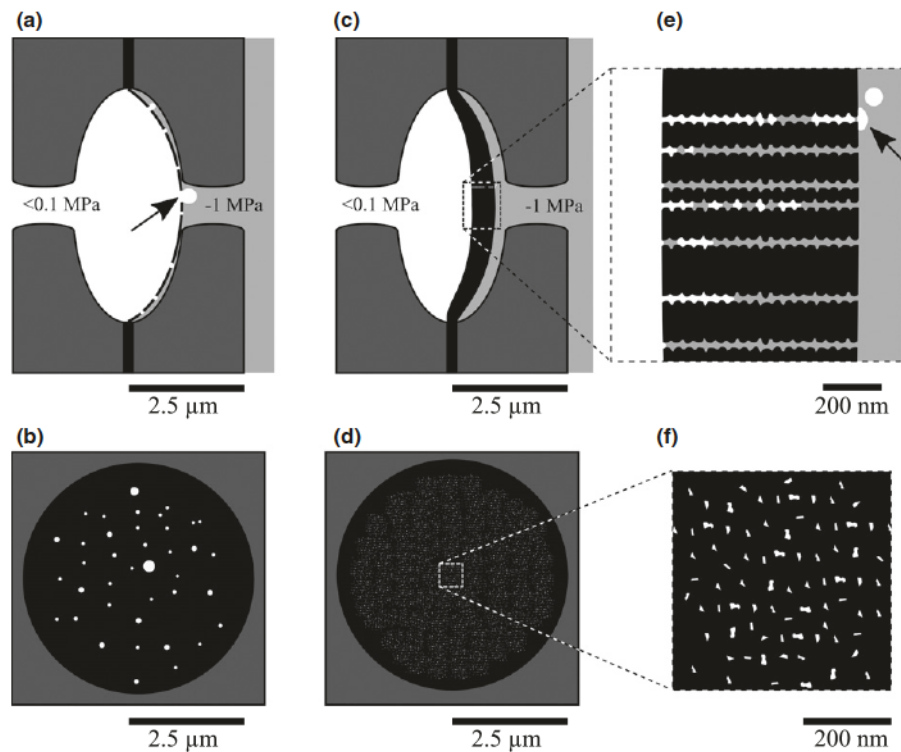 (a)
(c)
(e)
<0.1 MPa
-1 MPa
<0.1 MPa
-1 MPa
2.5 μm
2.5 μm
200 nm
(b)
(d)
(f)
2.5 μm
2.5 μm
200 nm